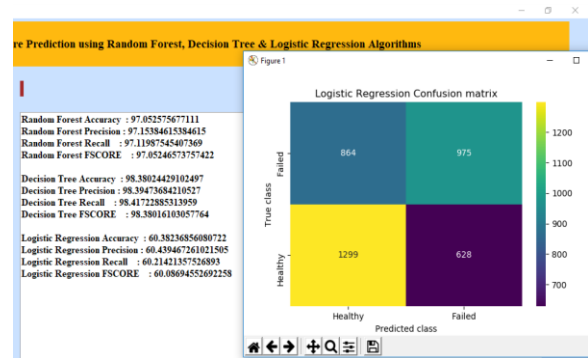 re Prediction using Random Forest, Decision Tree & Logistic Regression Algorithms
Figure 1
Random Forest Accuracy : 97.052575677111
Random Forest Precision : 97.15384615384615
Random Forest Recall : 97.11987545407369
Random Forest FSCORE : 97.05246573757422
Decision Tree Accuracy : 98.38024429102497
Decision Tree Precision : 98.39473684210527
Decision Tree Recall : 98.41722885313959
Decision Tree FSCORE : 98.38016103057764
Logistic Regression Accuracy : 60.38236856080722
Logistic Regression Precision : 60.439467261021505
Logistic Regression Recall : 60.21421357526893
Logistic Regression FSCORE : 60.08694552692258
Logistic Regression Confusion matrix
True class
Failed
Healthy
864
975
1299
628
Healthy
Failed
Predicted class
1200
1100
1000
900
800
700